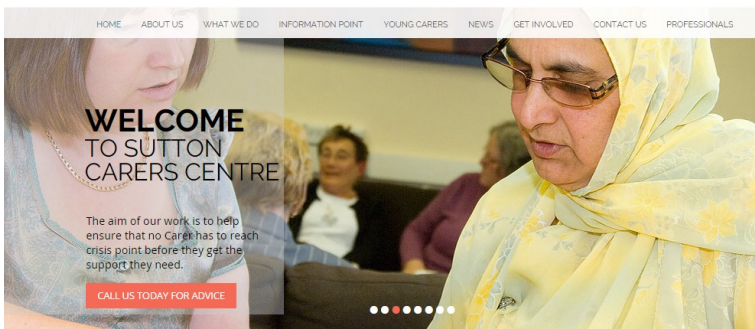 HOME ABOUT US WHAT WE DO INFORMATION POINT YOUNG CARERS NEWS GET INVOLVED CONTACT US PROFESSIONALS
WELCOME
TO SUTTON
CARERS CENTRE
The aim of our work is to help
ensure that no Carer has to reach
crisis point before they get the
support they need.
CALL US TODAY FOR ADVICE